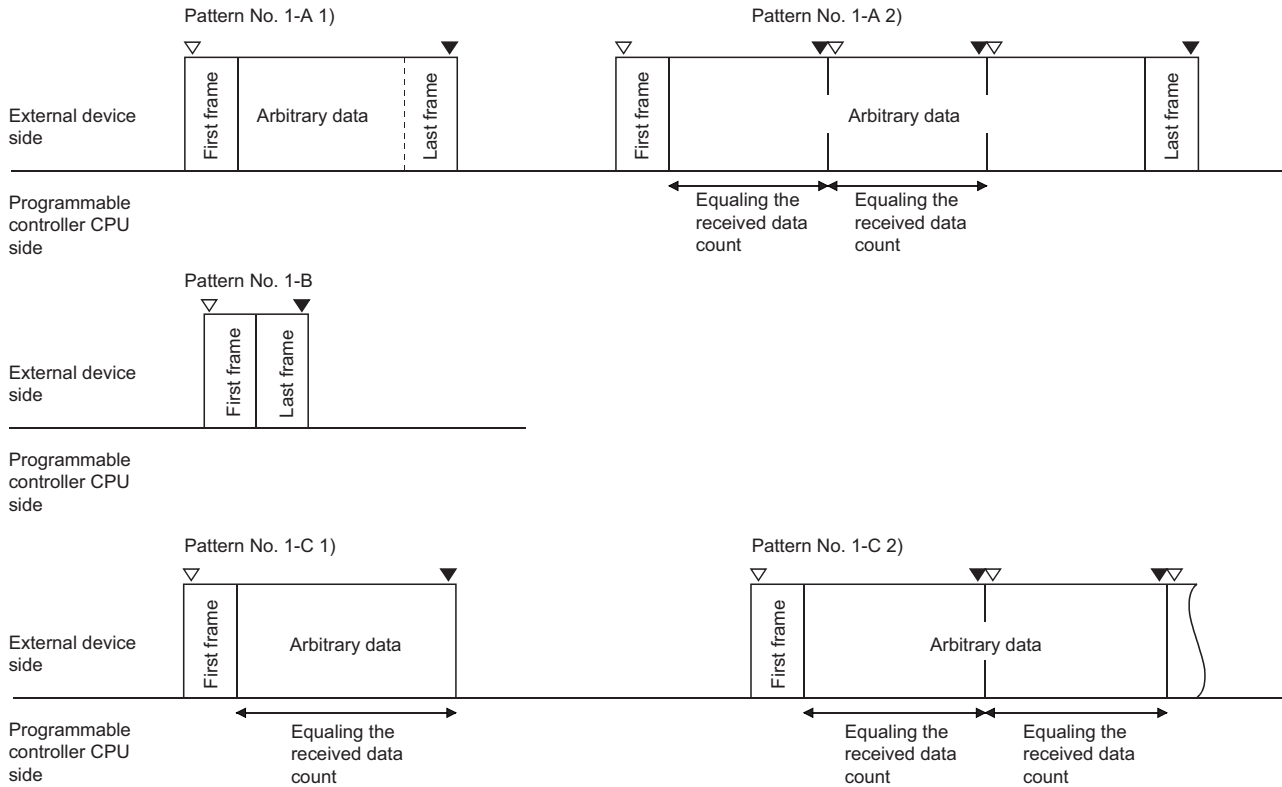 Pattern No. 1-A 1)
Pattern No. 1-A 2)
External device
side
First frame
Arbitrary data
Last frame
First frame
Arbitrary data
Last frame
Programmable
controller CPU
side
Equaling the
received data
count
Equaling the
received data
count
Pattern No. 1-B
External device
side
First frame
Last frame
Programmable
controller CPU
side
Pattern No. 1-C 1)
Pattern No. 1-C 2)
External device
side
First frame
Arbitrary data
First frame
Arbitrary data
Programmable
controller CPU
side
Equaling the
received data
count
Equaling the
received data
count
Equaling the
received data
count